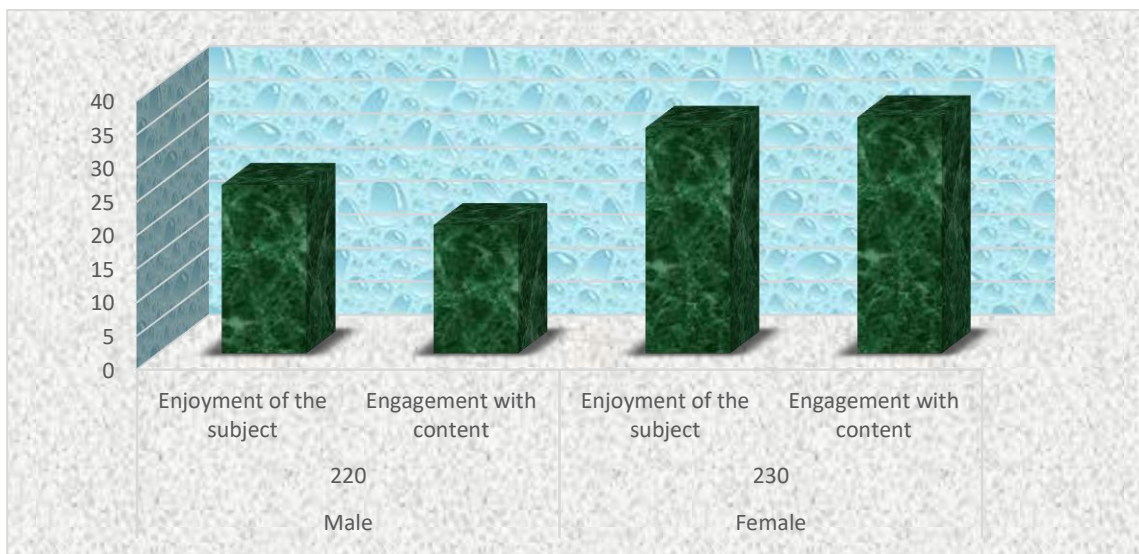 40
35
30
25
20
15
10
5
0
Enjoyment of the subject
Engagement with content
Enjoyment of the subject
Engagement with content
220
230
Male
Female